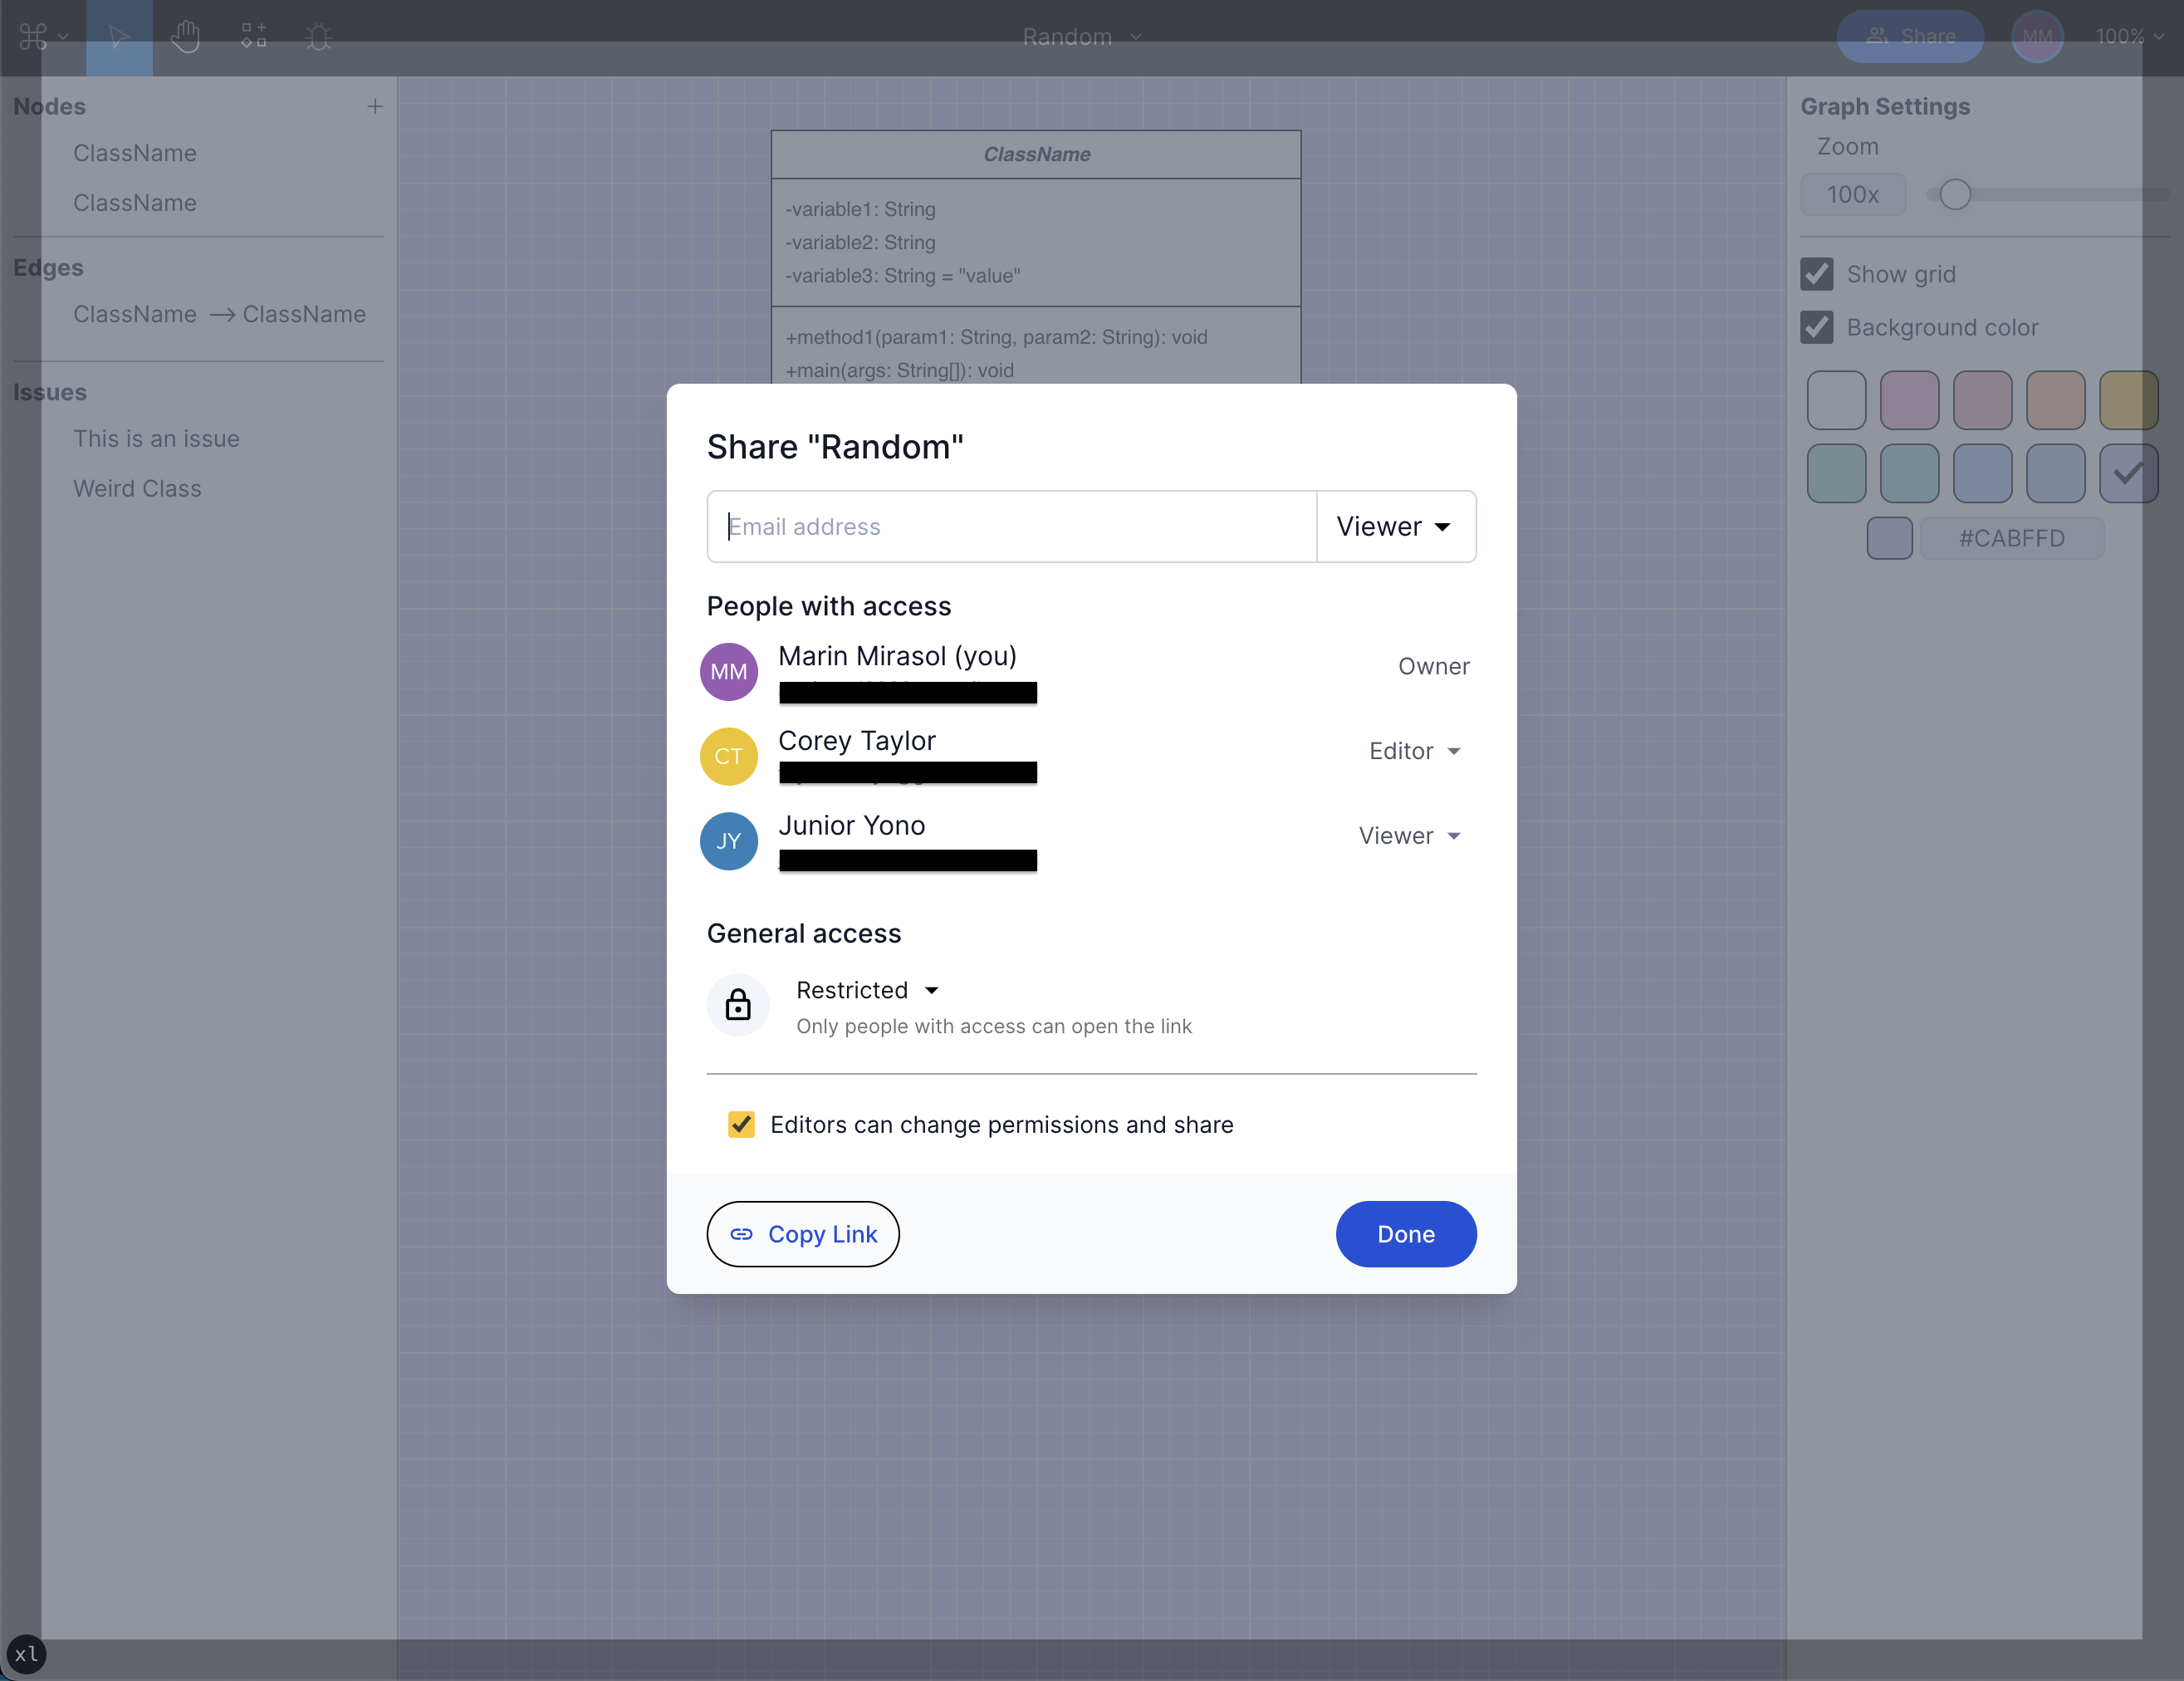 Random
Share
MM
100%
Nodes
ClassName
ClassName
Edges
ClassName → ClassName
Issues
This is an issue
Weird Class
ClassName
-variable1: String
-variable2: String
-variable3: String = "value"
+method1(param1: String, param2: String): void
+main(args: String[]): void
Graph Settings
Zoom
100x
Show grid
Background color
#CABFFD
Share "Random"
Email address
Viewer
People with access
MM
Marin Mirasol (you)
Owner
CT
Corey Taylor
Editor
JY
Junior Yono
Viewer
General access
Restricted
Only people with access can open the link
Editors can change permissions and share
Copy Link
Done
xl